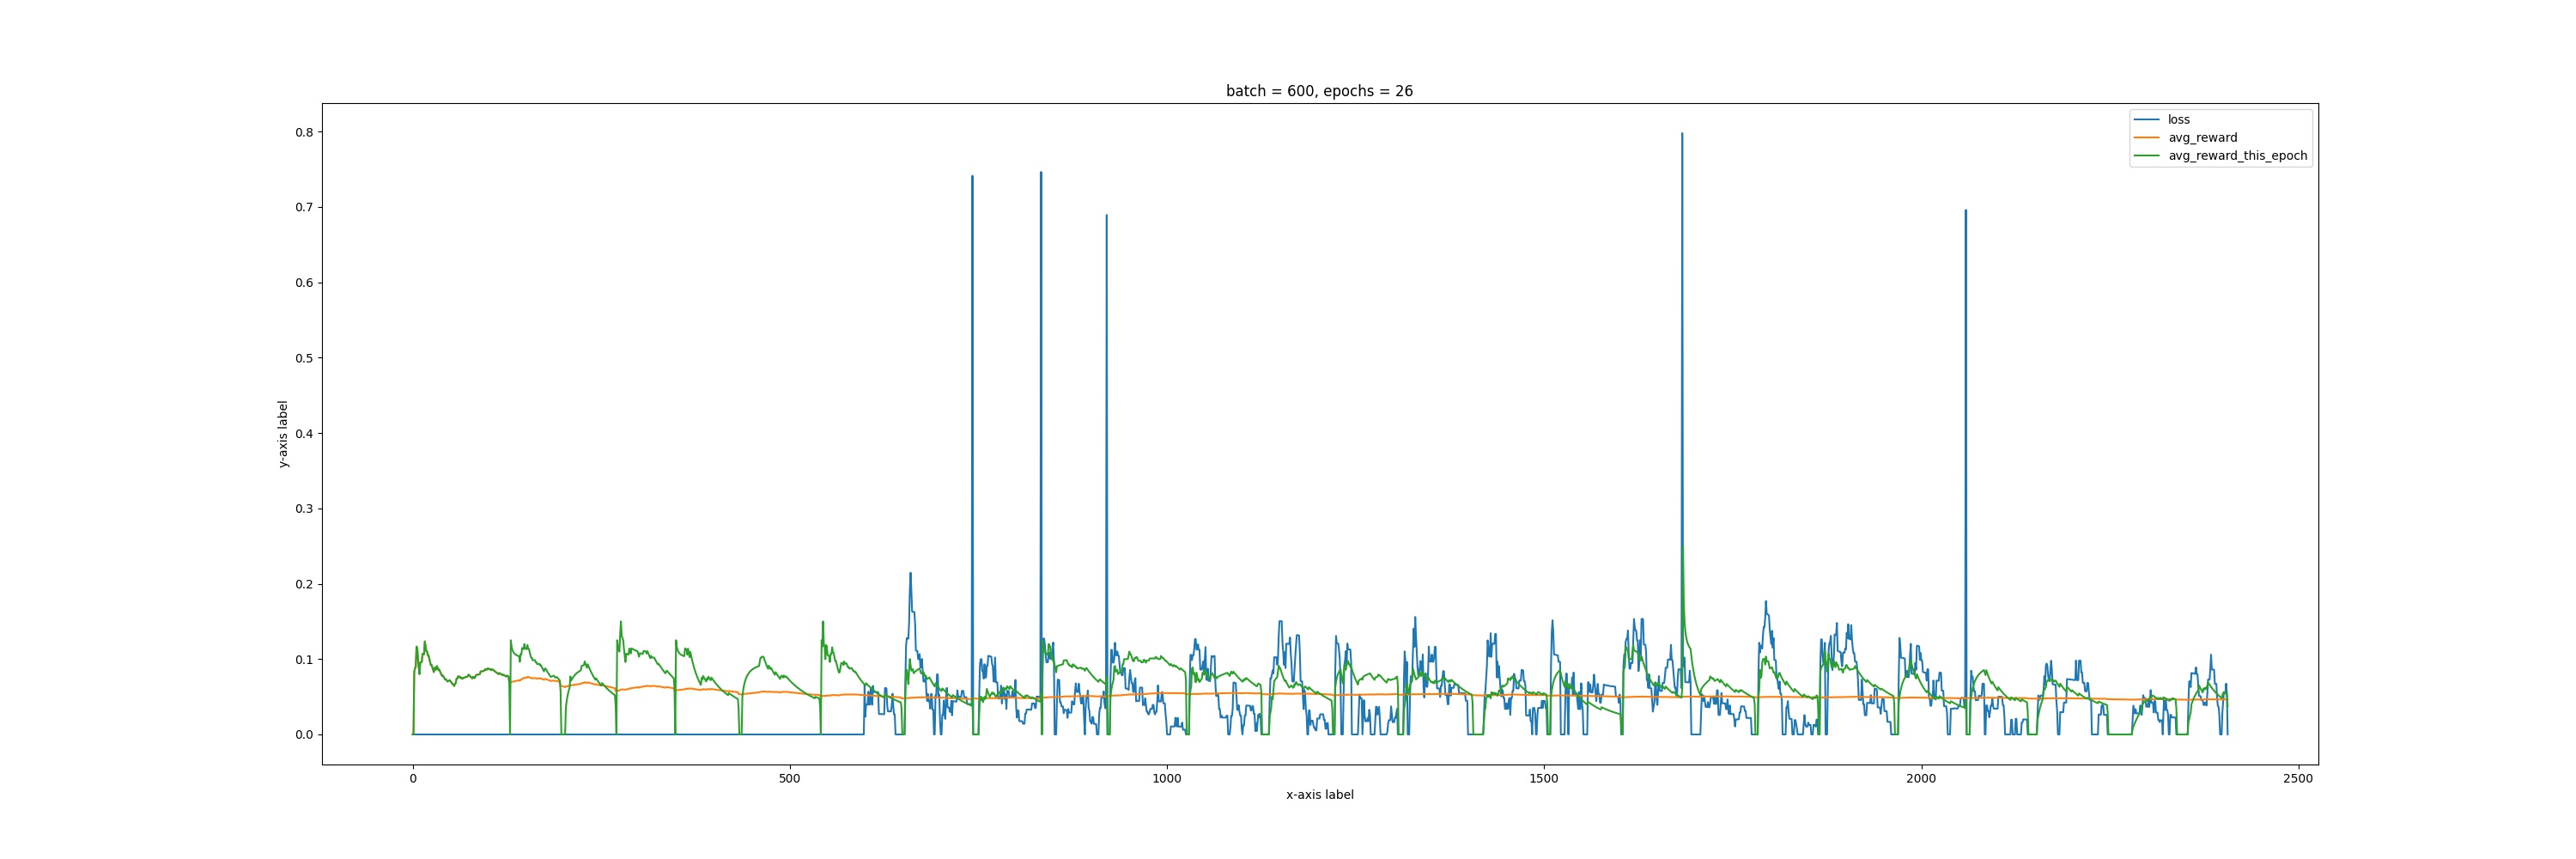 batch = 600, epochs = 26
loss
avg_reward
avg_reward_this_epoch
0.8
0.7
0.6
0.5
0.4
0.3
0.2
0.1
0.0
y-axis label
0 500 1000 1500 2000 2500
x-axis label